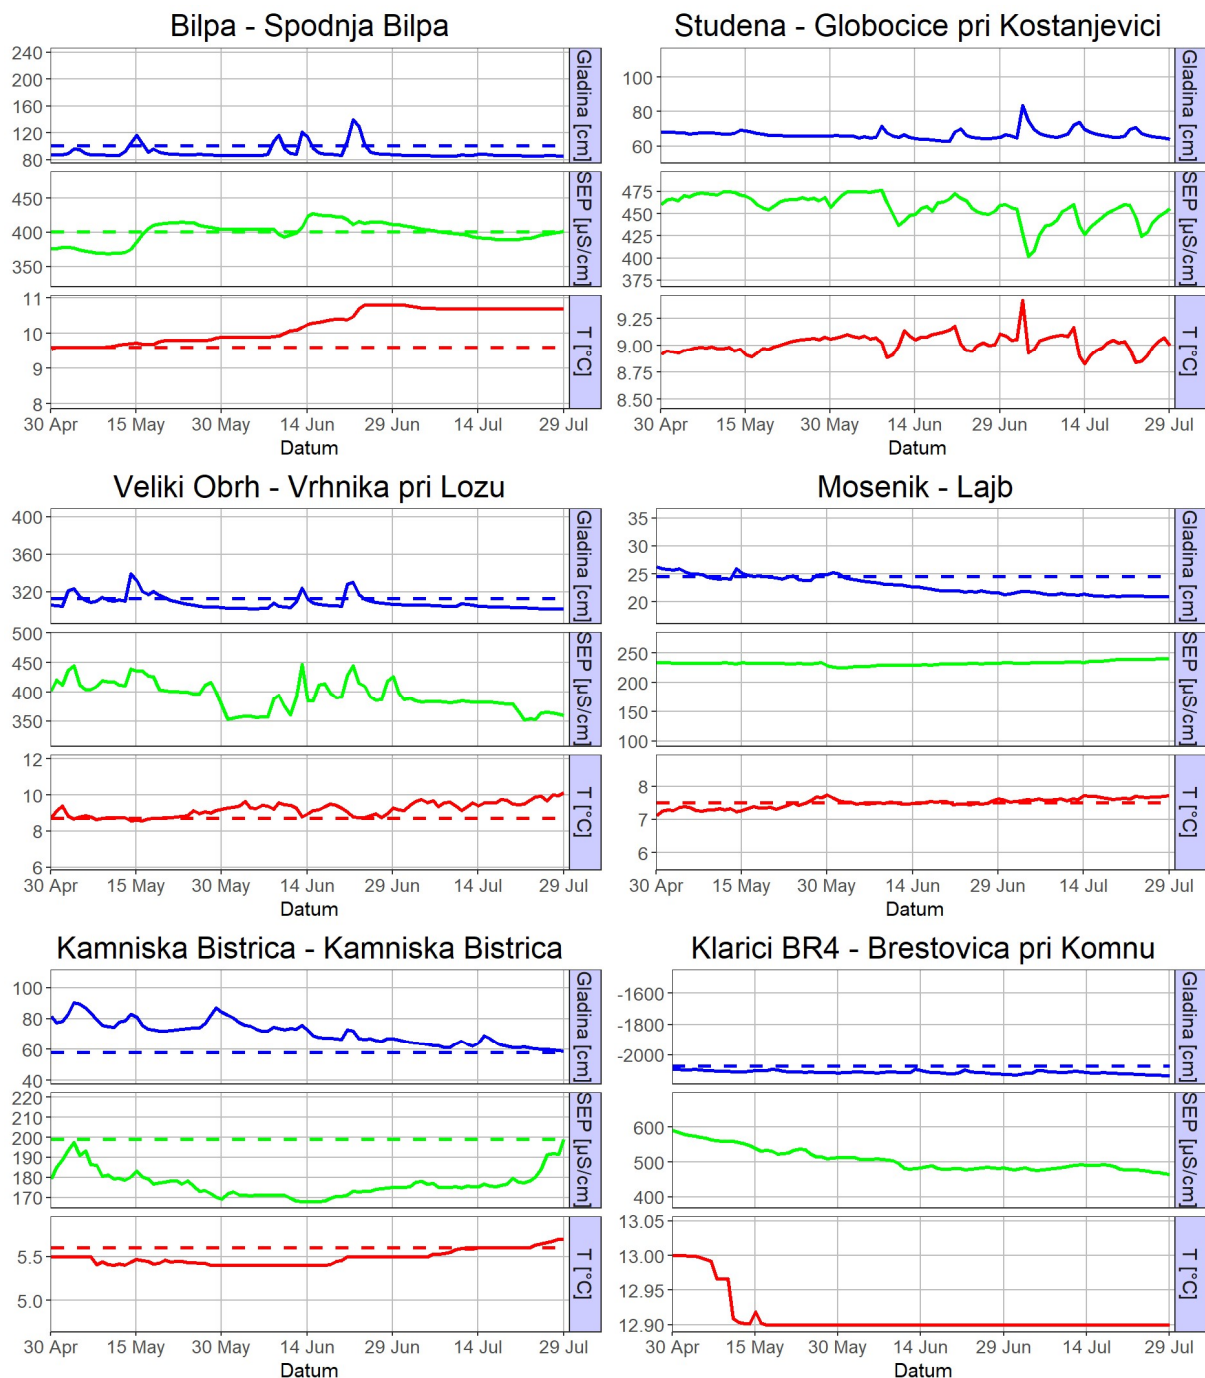 Bilpa - Spodnja Bilpa
240
200
160
120
80
Gladina [cm]
450
400
350
SEP [µS/cm]
11
10
9
8
T [°C]
30 Apr 15 May 30 May 14 Jun 29 Jun 14 Jul 29 Jul
Datum
Studena - Globocice pri Kostanjevici
100
80
60
Gladina [cm]
475
450
425
400
375
SEP [µS/cm]
9.25
9.00
8.75
8.50
T [°C]
30 Apr 15 May 30 May 14 Jun 29 Jun 14 Jul 29 Jul
Datum
Veliki Obrh - Vrhnika pri Lozu
400
360
320
Gladina [cm]
500
450
400
350
SEP [µS/cm]
12
10
8
6
T [°C]
30 Apr 15 May 30 May 14 Jun 29 Jun 14 Jul 29 Jul
Datum
Mosenik - Lajb
35
30
25
20
Gladina [cm]
250
200
150
100
SEP [µS/cm]
8
7
6
T [°C]
30 Apr 15 May 30 May 14 Jun 29 Jun 14 Jul 29 Jul
Datum
Kamniska Bistrica - Kamniska Bistrica
100
80
60
40
Gladina [cm]
220
210
200
190
180
170
SEP [µS/cm]
5.5
5.0
T [°C]
30 Apr 15 May 30 May 14 Jun 29 Jun 14 Jul 29 Jul
Datum
Klarici BR4 - Brestovica pri Komnu
-1600
-1800
-2000
Gladina [cm]
600
500
400
SEP [µS/cm]
13.05
13.00
12.95
12.90
T [°C]
30 Apr 15 May 30 May 14 Jun 29 Jun 14 Jul 29 Jul
Datum